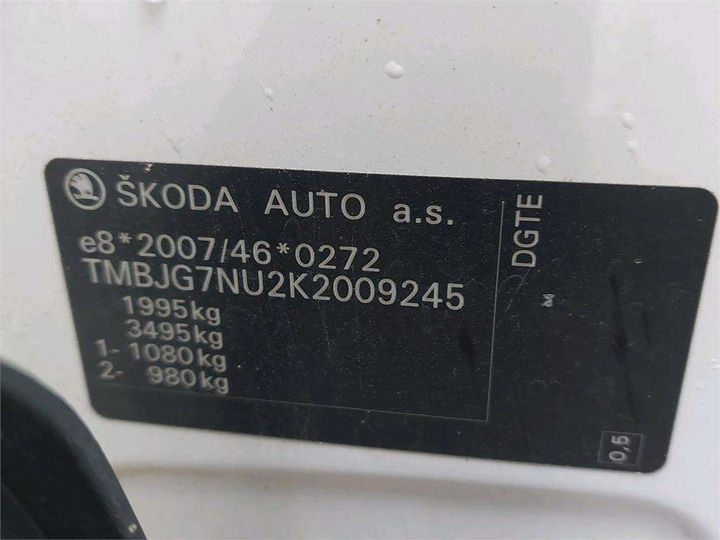 ŠKODA AUTO a.s.
e8*2007/46*0272
TMBJG7NU2K2009245
1995kg
3495kg
1- 1080kg
2- 980kg
DGTE
0,5